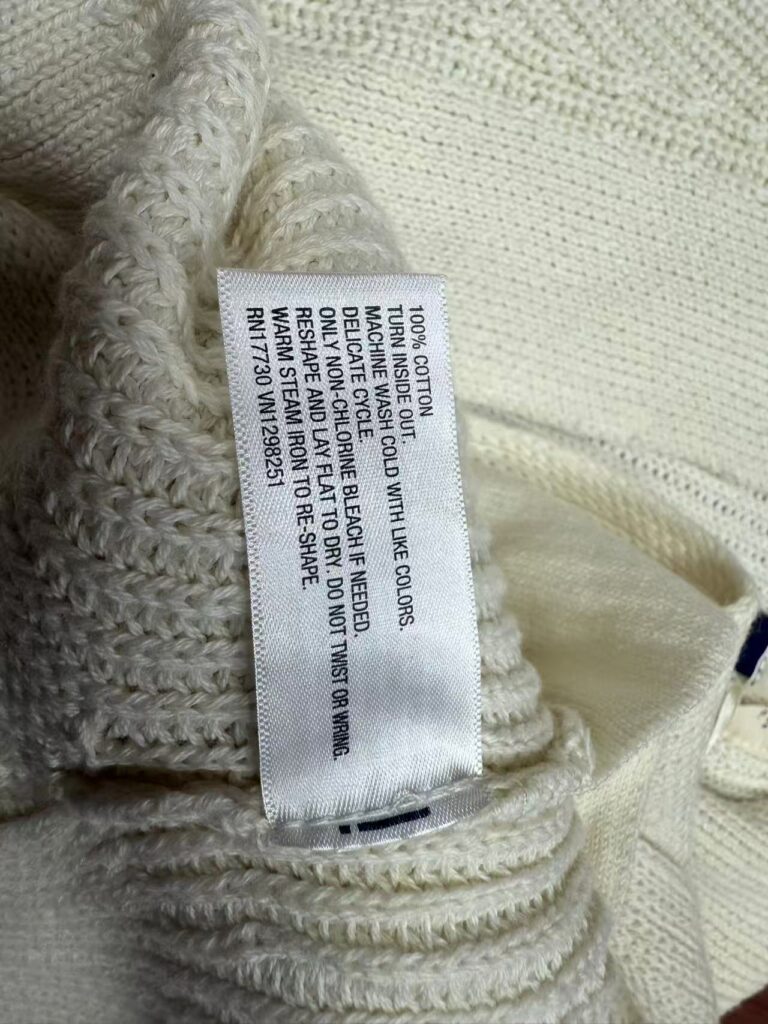 100% COTTON
TURN INSIDE OUT.
MACHINE WASH COLD WITH LIKE COLORS.
DELICATE CYCLE.
ONLY NON-CHLORINE BLEACH IF NEEDED.
RESHAPE AND LAY FLAT TO DRY. DO NOT TWIST OR WRING.
WARM STEAM IRON TO RE-SHAPE.
RN17730 VN1298251